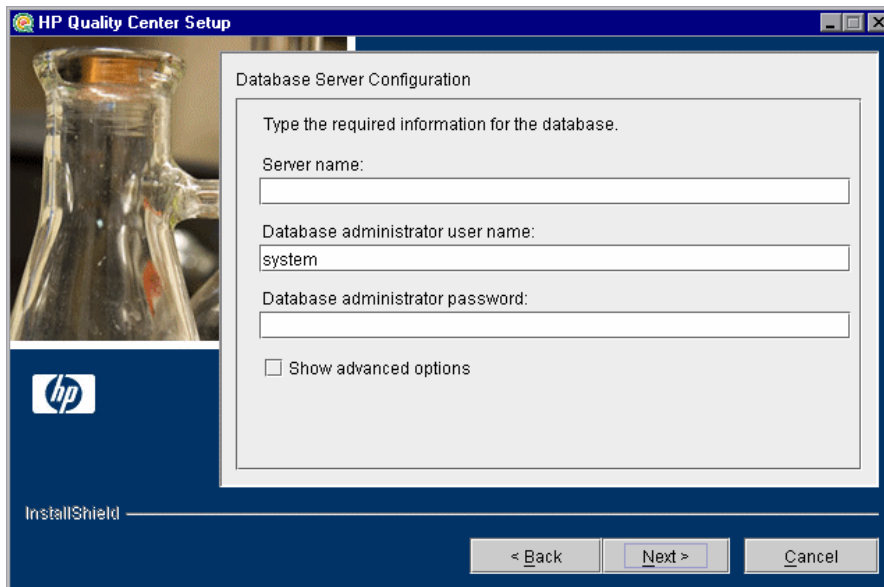 HP Quality Center Setup
Database Server Configuration
Type the required information for the database.
Server name:
Database administrator user name:
system
Database administrator password:
Show advanced options
hp
InstallShield
< Back
Next >
Cancel